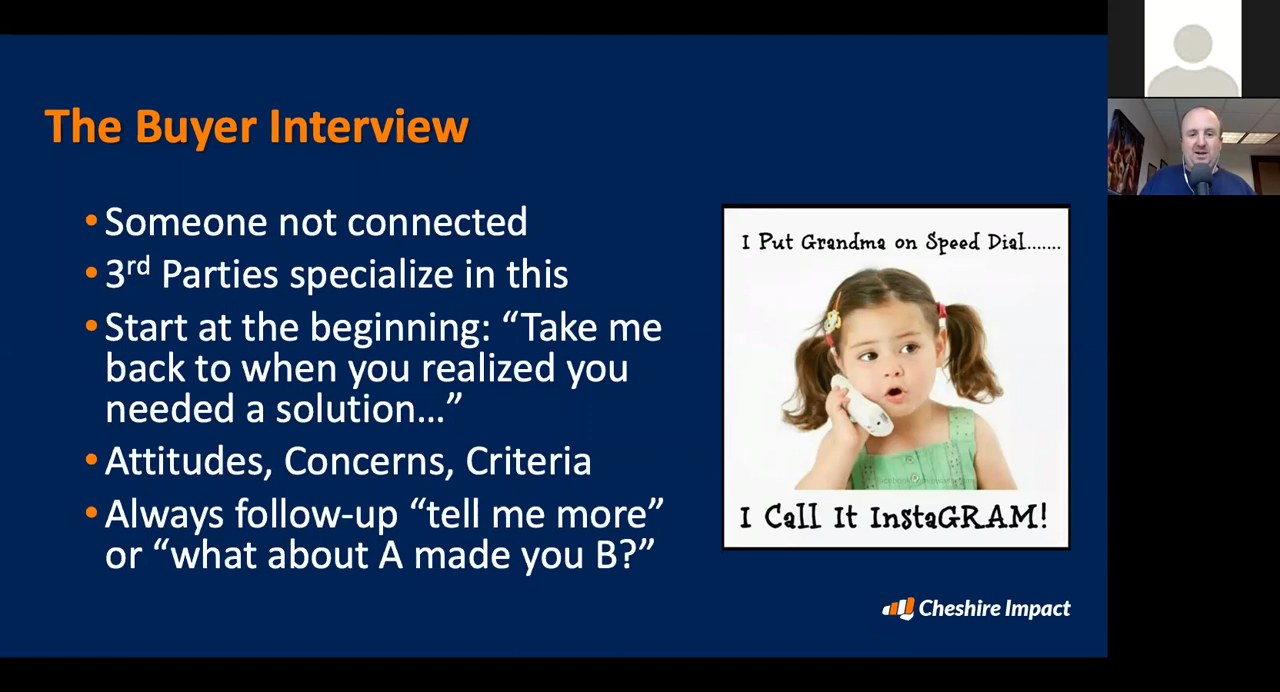 The Buyer Interview
•Someone not connected
•3rd Parties specialize in this
•Start at the beginning: “Take me
back to when you realized you
needed a solution…”
•Attitudes, Concerns, Criteria
•Always follow-up “tell me more”
or “what about A made you B?”
I Put Grandma on Speed Dial.......
I Call It InstaGRAM!
Cheshire Impact